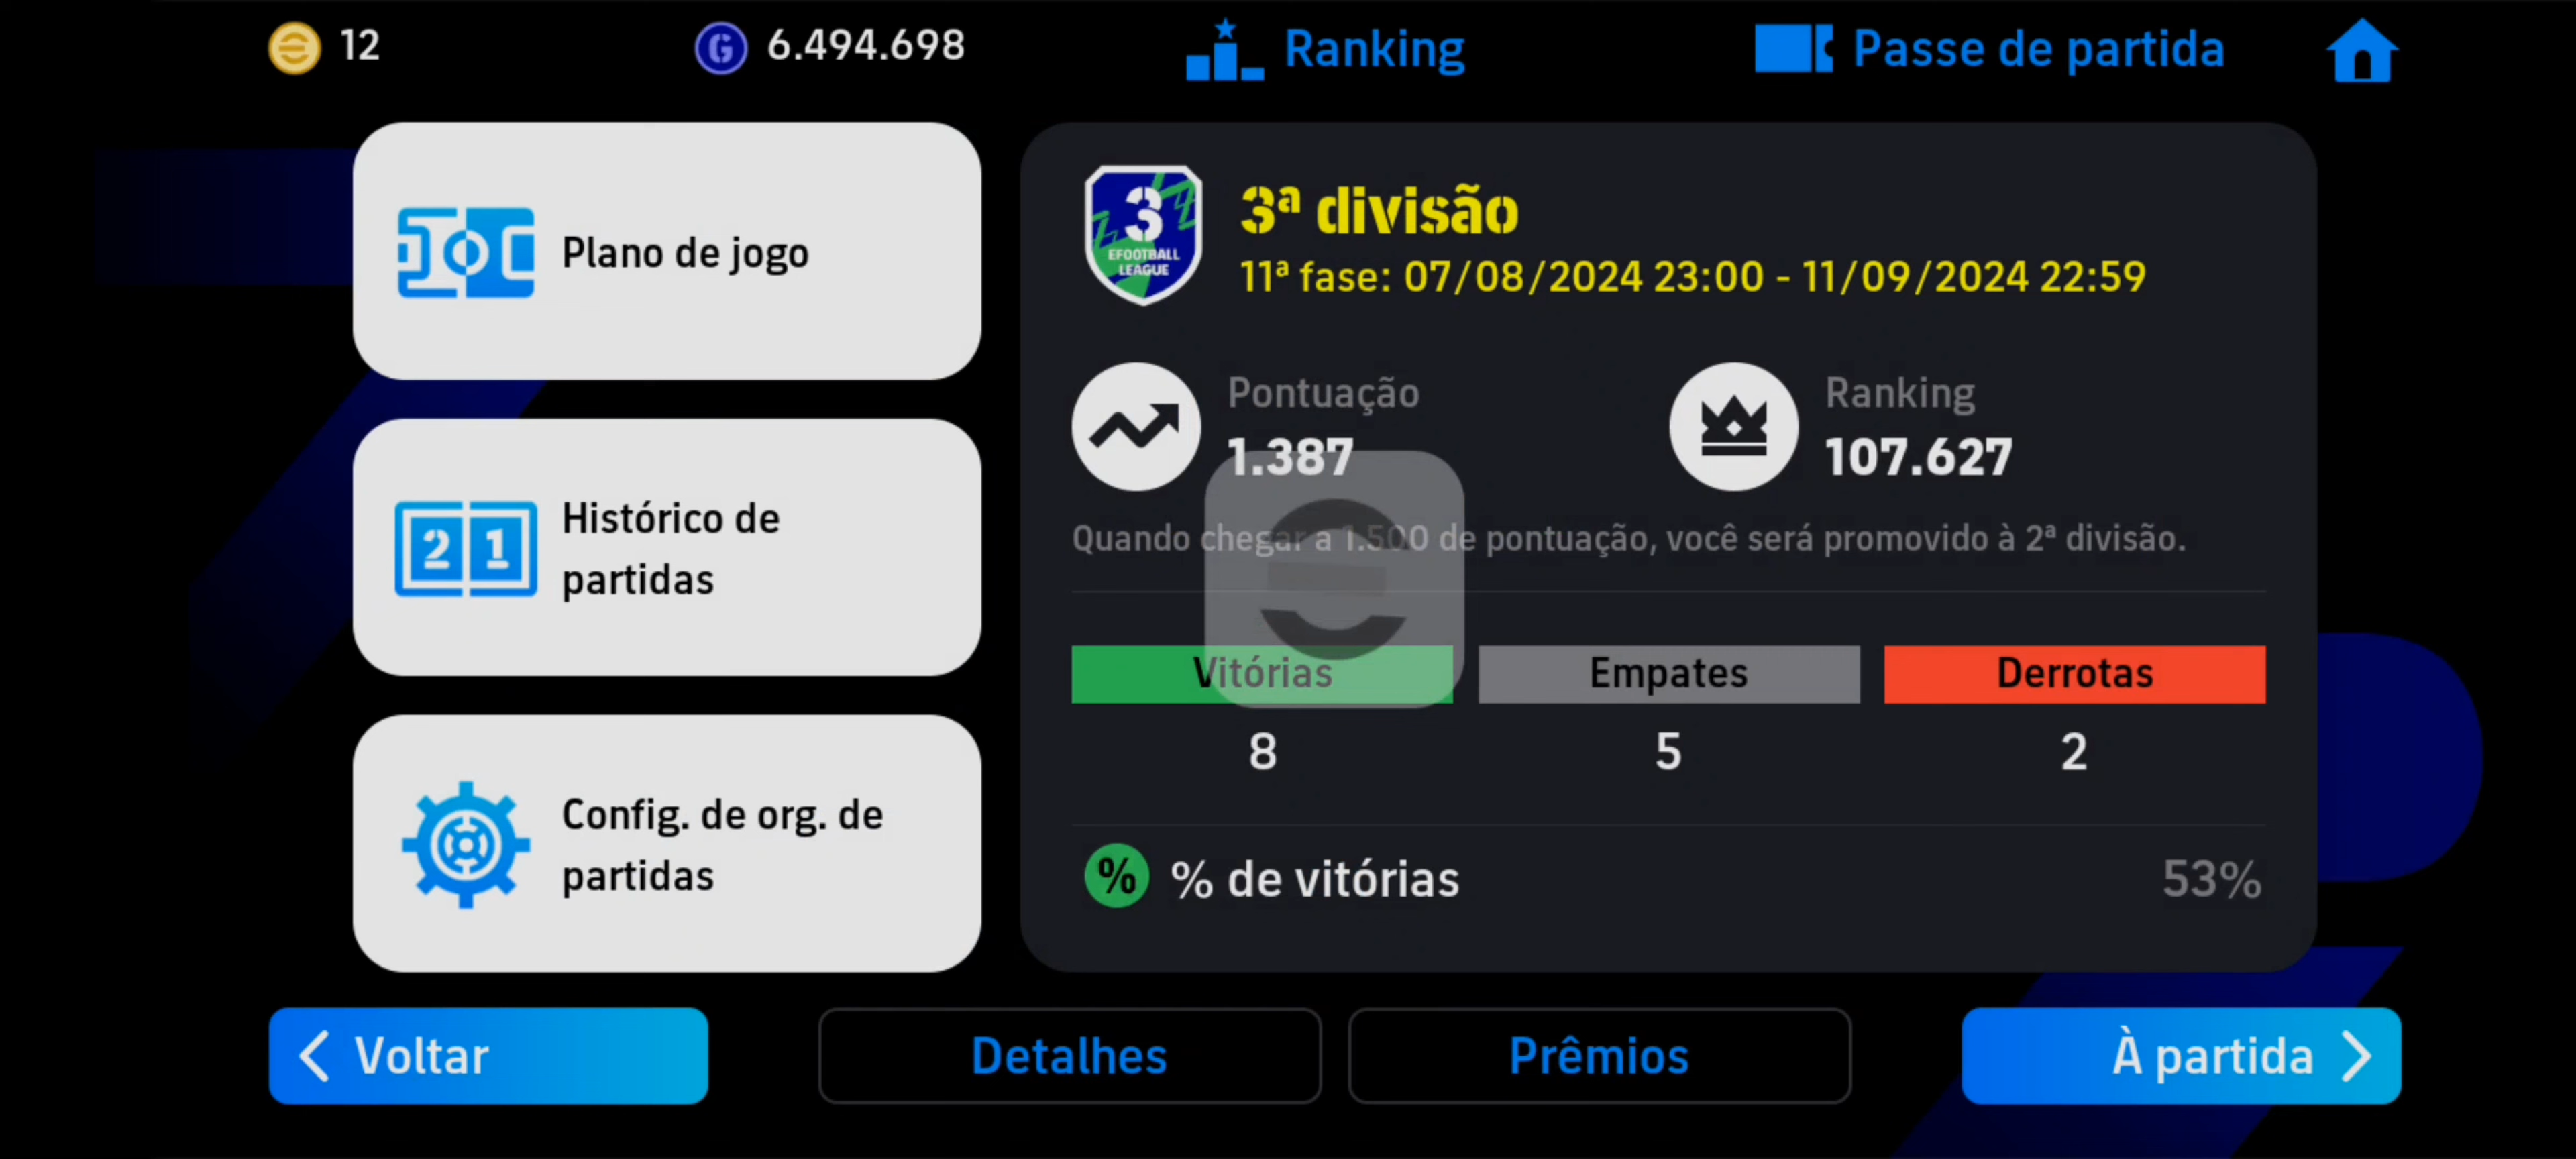 12
6.494.698
Ranking
Passe de partida
Plano de jogo
Histórico de
partidas
2 1
Config. de org. de
partidas
3
EFOOTBALL
LEAGUE
3ª divisão
11ª fase: 07/08/2024 23:00 - 11/09/2024 22:59
Pontuação
1.387
Ranking
107.627
Quando chegar a 1.500 de pontuação, você será promovido à 2ª divisão.
Vitórias
Empates
Derrotas
8
5
2
% % de vitórias
53%
Voltar
Detalhes
Prêmios
À partida